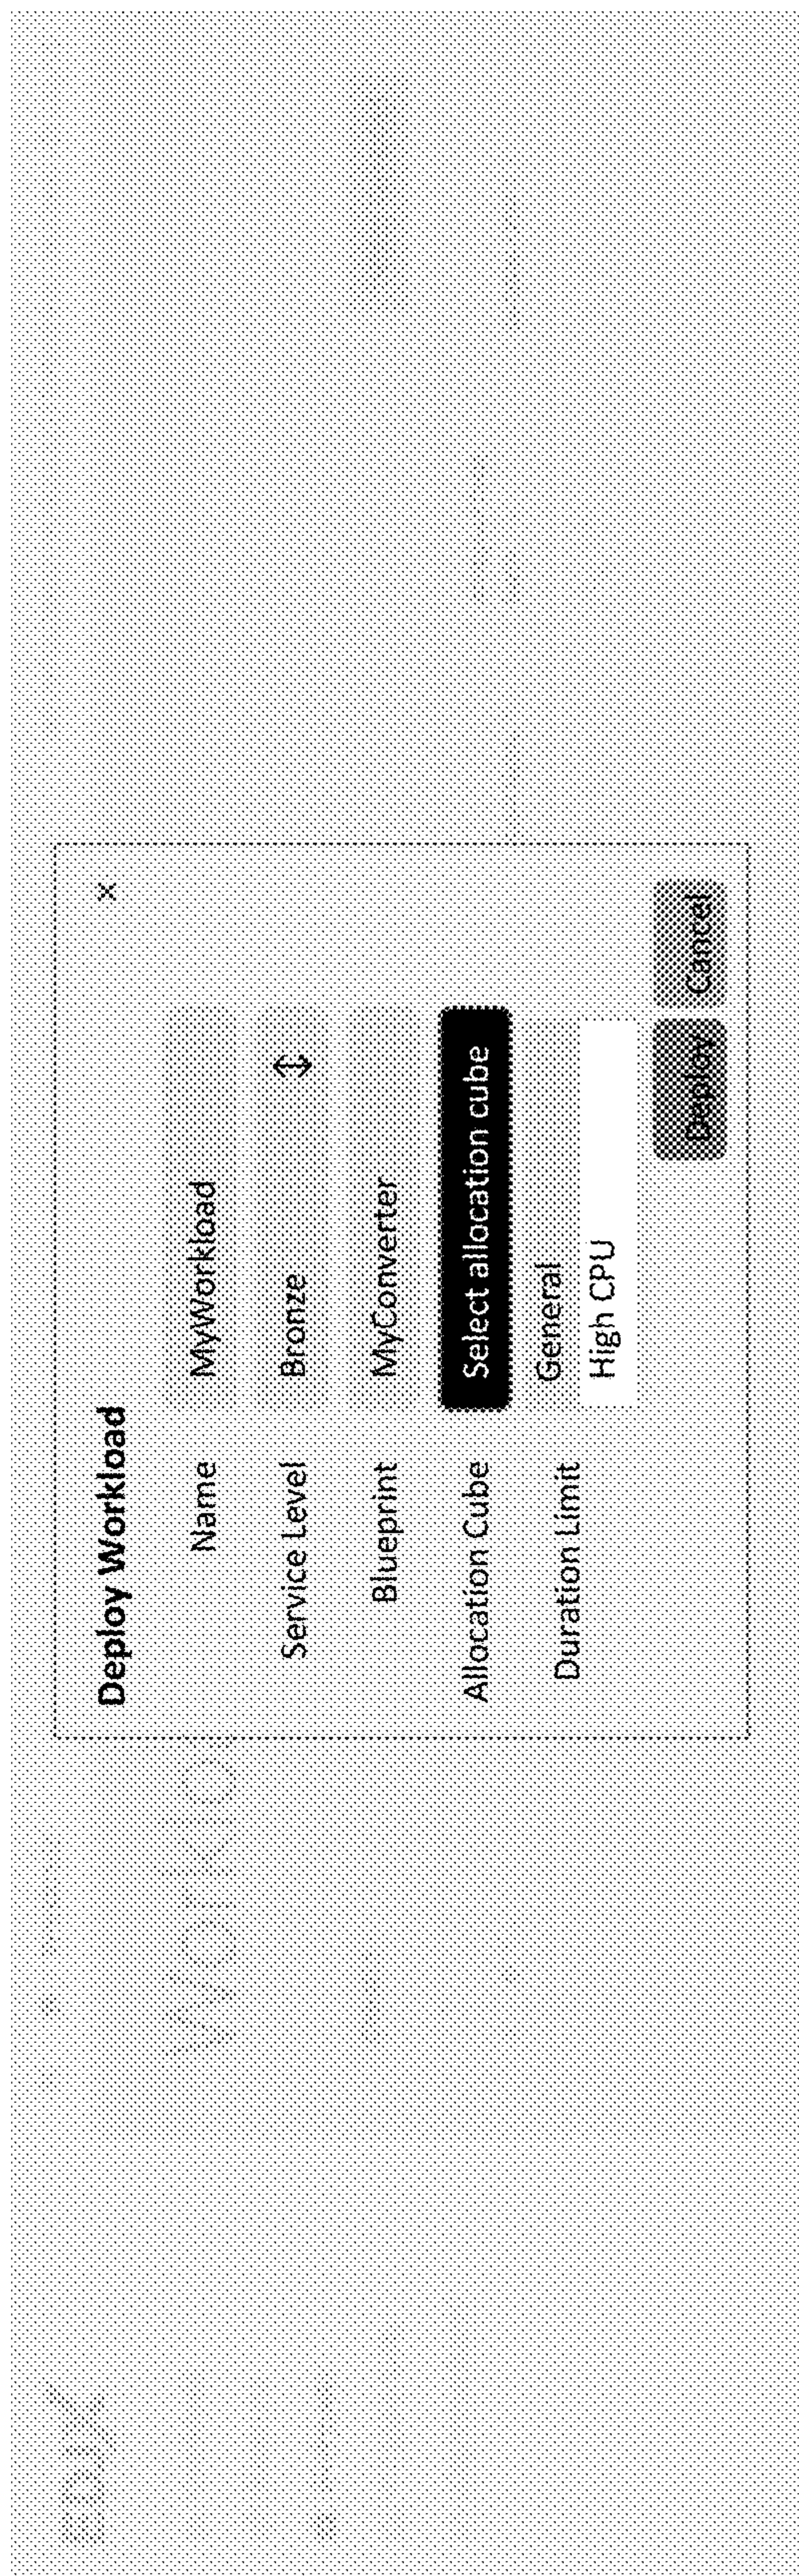 Deploy Workload x
Name MyWorkload
Service Level Bronze
Blueprint MyConverter
Allocation Cube Select allocation cube
Duration Limit General
High CPU
Deploy Cancel